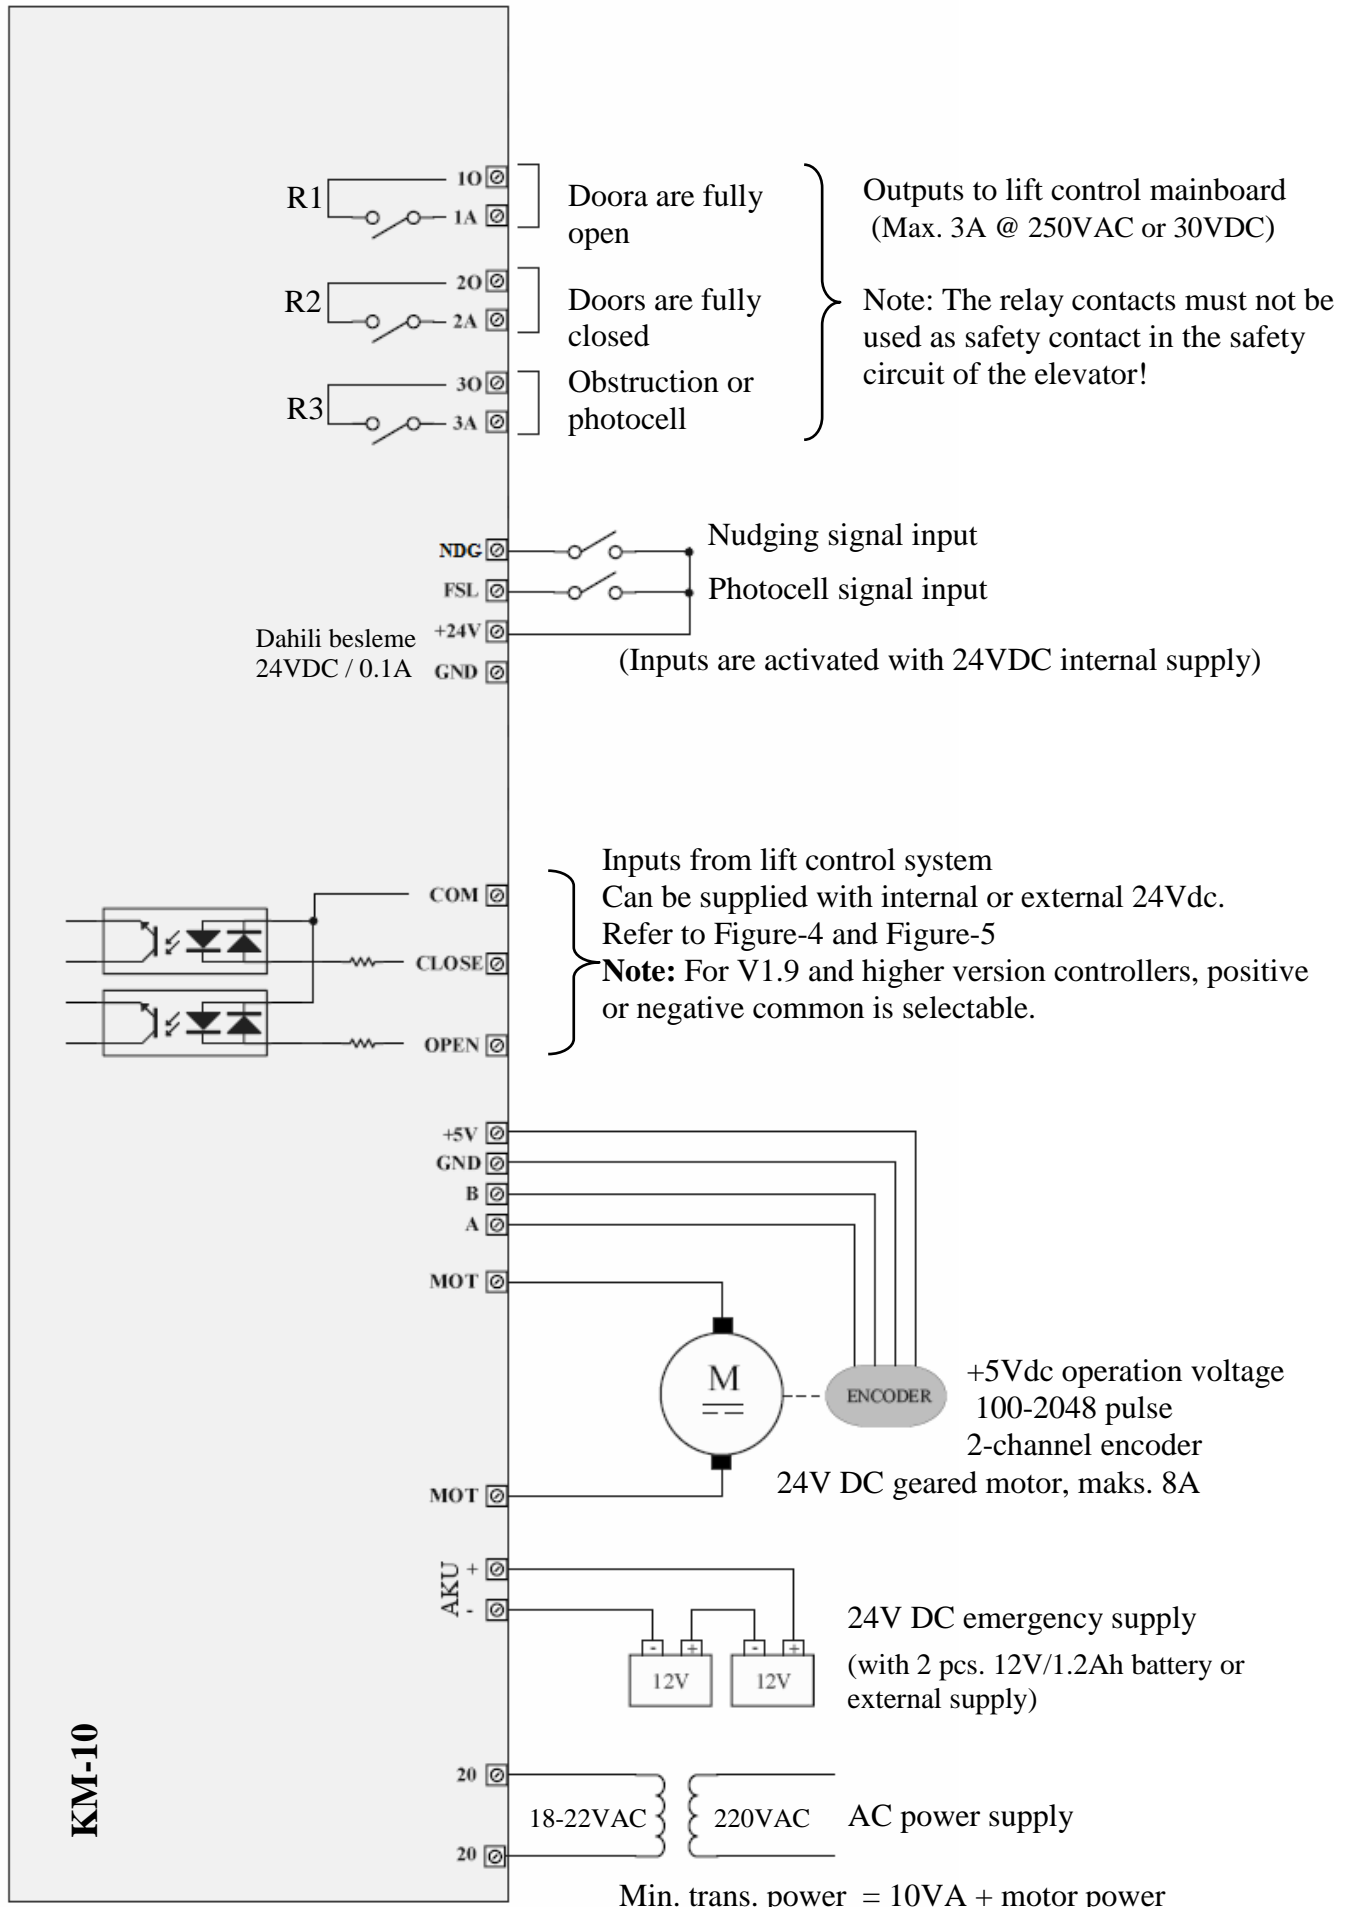 R1
1O
1A
Doora are fully
open
R2
2O
2A
Doors are fully
closed
R3
3O
3A
Obstruction or
photocell
Outputs to lift control mainboard
(Max. 3A @ 250VAC or 30VDC)
Note: The relay contacts must not be
used as safety contact in the safety
circuit of the elevator!
NDG
Nudging signal input
FSL
Photocell signal input
Dahili besleme
24VDC / 0.1A
+24V
GND
(Inputs are activated with 24VDC internal supply)
COM
CLOSE
OPEN
Inputs from lift control system
Can be supplied with internal or external 24Vdc.
Refer to Figure-4 and Figure-5
Note: For V1.9 and higher version controllers, positive
or negative common is selectable.
+5V
GND
B
A
MOT
M
ENCODER
+5Vdc operation voltage
100-2048 pulse
2-channel encoder
24V DC geared motor, maks. 8A
MOT
AKU
+
-
- +
- +
12V
12V
24V DC emergency supply
(with 2 pcs. 12V/1.2Ah battery or
external supply)
KM-10
20
18-22VAC
220VAC
AC power supply
20
Min. trans. power = 10VA + motor power